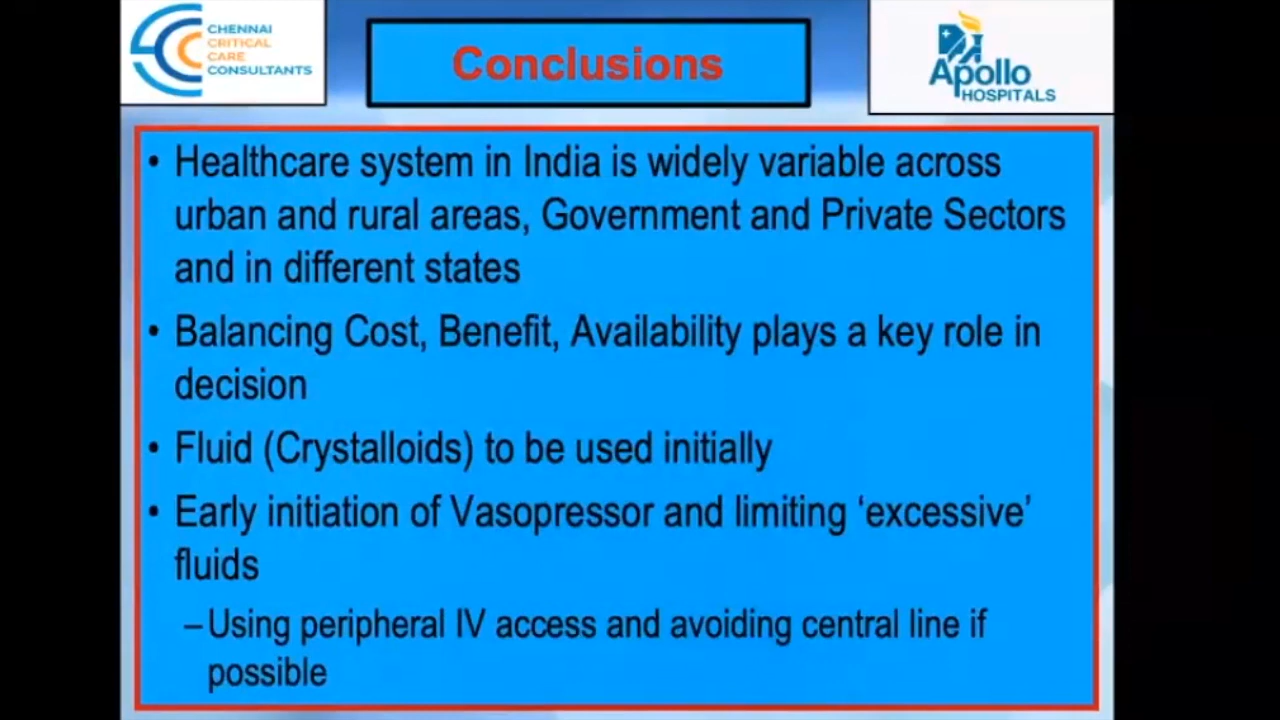 CHENNAI
CRITICAL
CARE
CONSULTANTS
Conclusions
Apollo
HOSPITALS
• Healthcare system in India is widely variable across
urban and rural areas, Government and Private Sectors
and in different states
• Balancing Cost, Benefit, Availability plays a key role in
decision
• Fluid (Crystalloids) to be used initially
• Early initiation of Vasopressor and limiting ‘excessive’
fluids
–Using peripheral IV access and avoiding central line if
possible